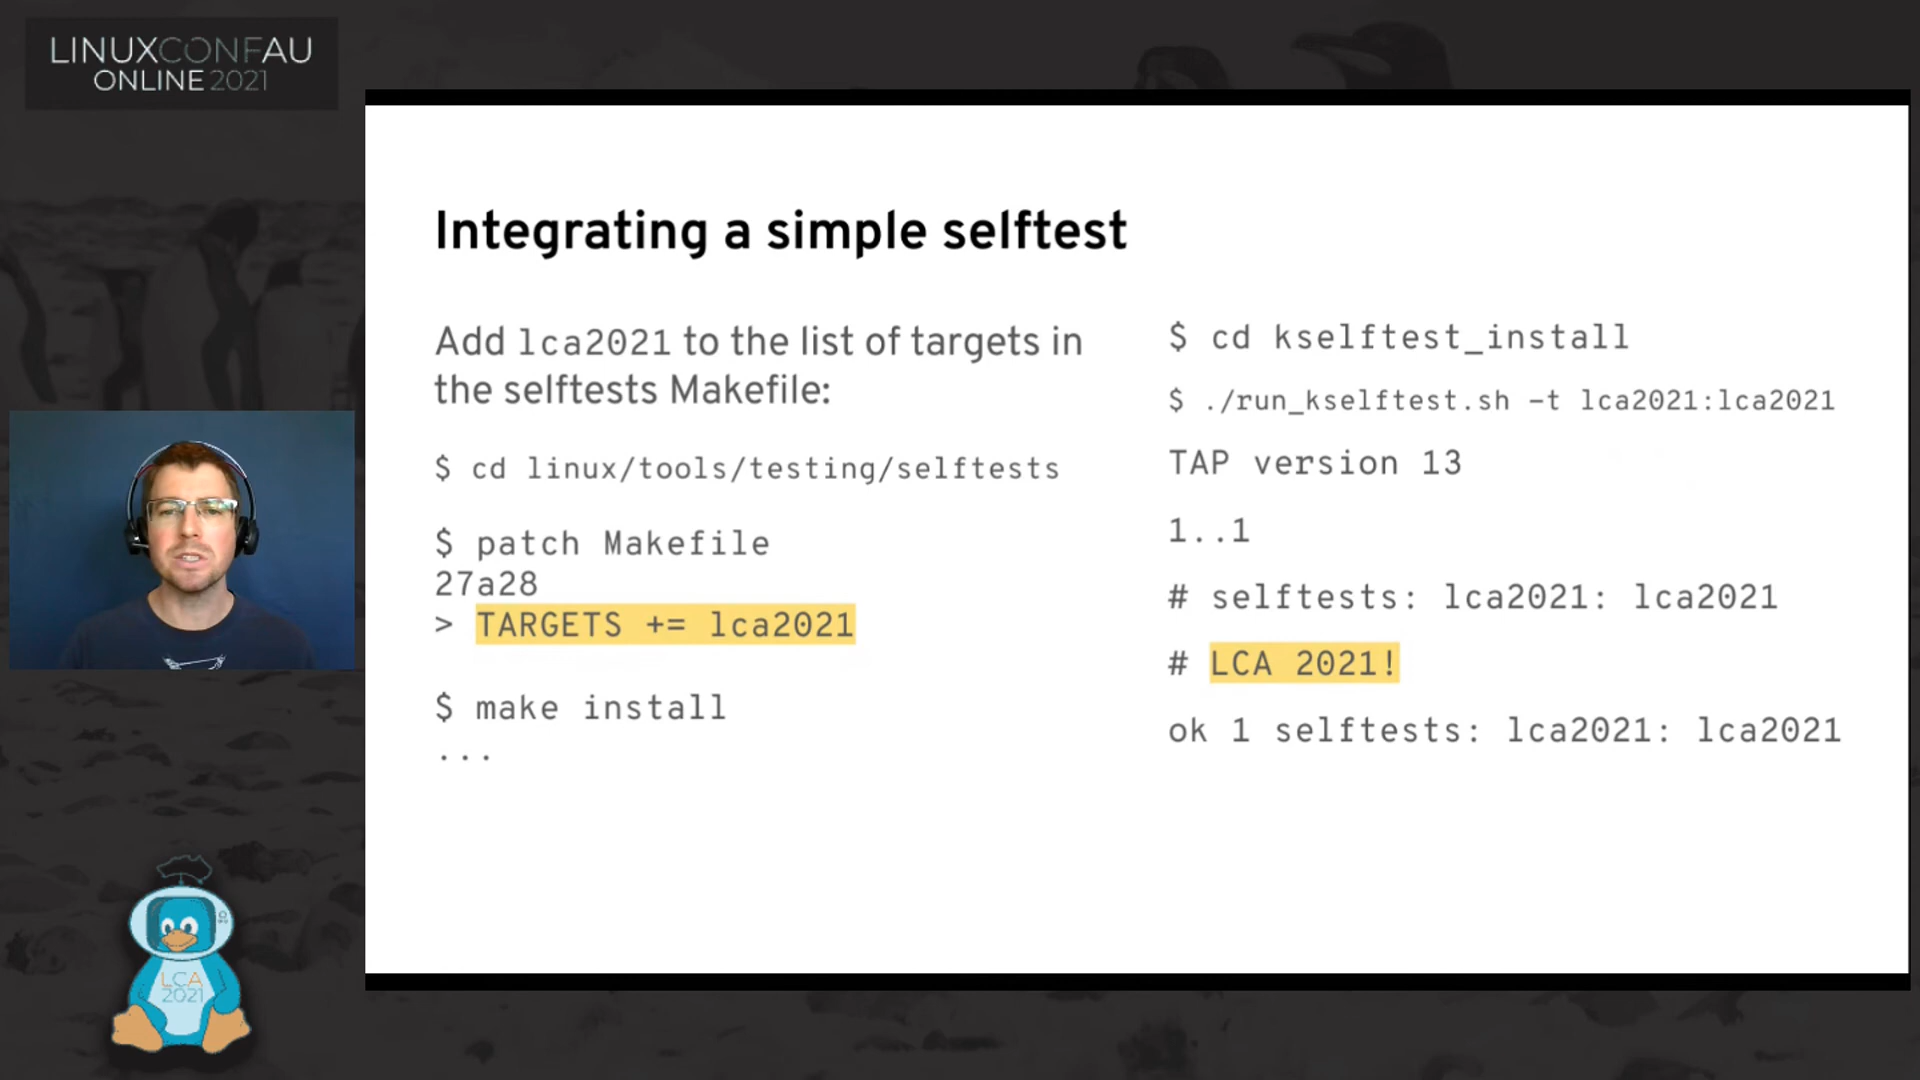 LINUXCONFAU
ONLINE 2021
Integrating a simple selftest
Add lca2021 to the list of targets in
the selftests Makefile:
$ cd linux/tools/testing/selftests
$ patch Makefile
27a28
> TARGETS += lca2021
$ make install
...
$ cd kselftest_install
$ ./run_kselftest.sh -t lca2021:lca2021
TAP version 13
1..1
# selftests: lca2021: lca2021
# LCA 2021!
ok 1 selftests: lca2021: lca2021
LCA
2021